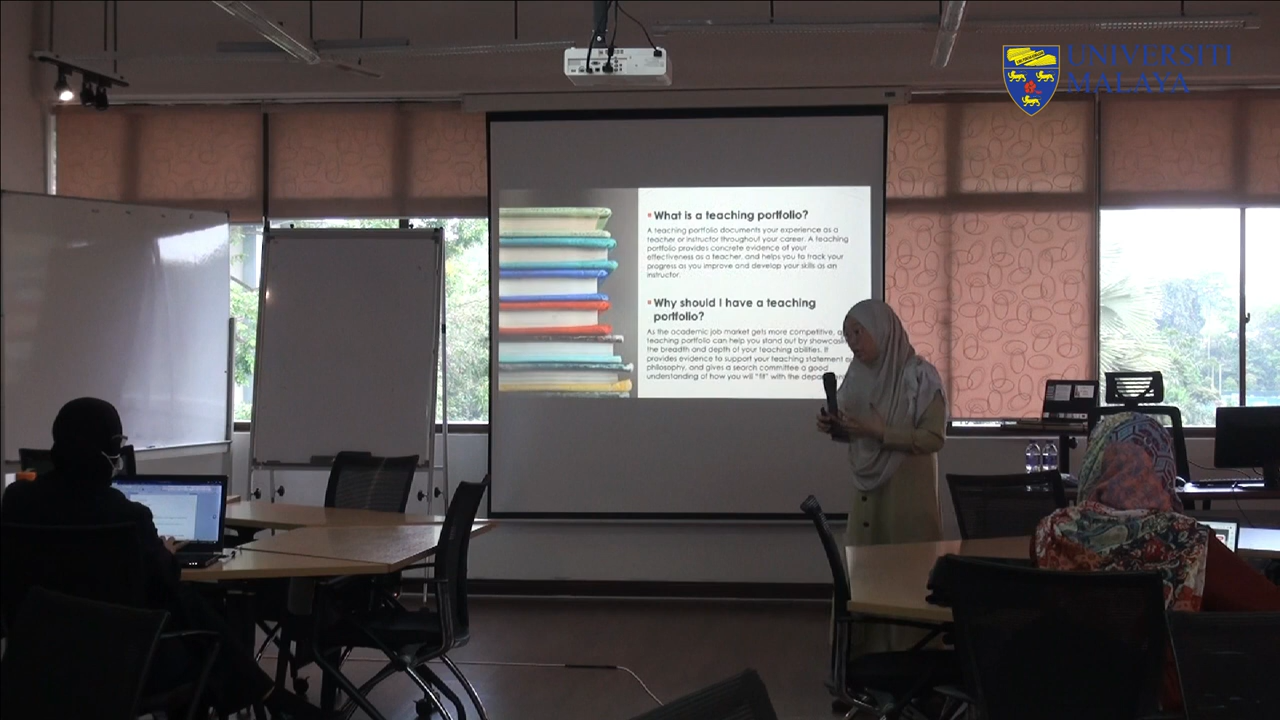 UNIVERSITI
MALAYA
What is a teaching portfolio?
A teaching portfolio documents your experience as a
teacher or instructor throughout your career. A teaching
portfolio provides concrete evidence of your
effectiveness as a teacher, and helps you to track your
progress as you improve and develop your skills as an
instructor.
Why should I have a teaching
portfolio?
As the academic job market gets more competitive,
teaching portfolio can help you stand out by
the breadth and depth of your teaching abilities. It
provides evidence to support your teaching statement
philosophy, and gives a search committee a good
understanding of how you will "fit" with the